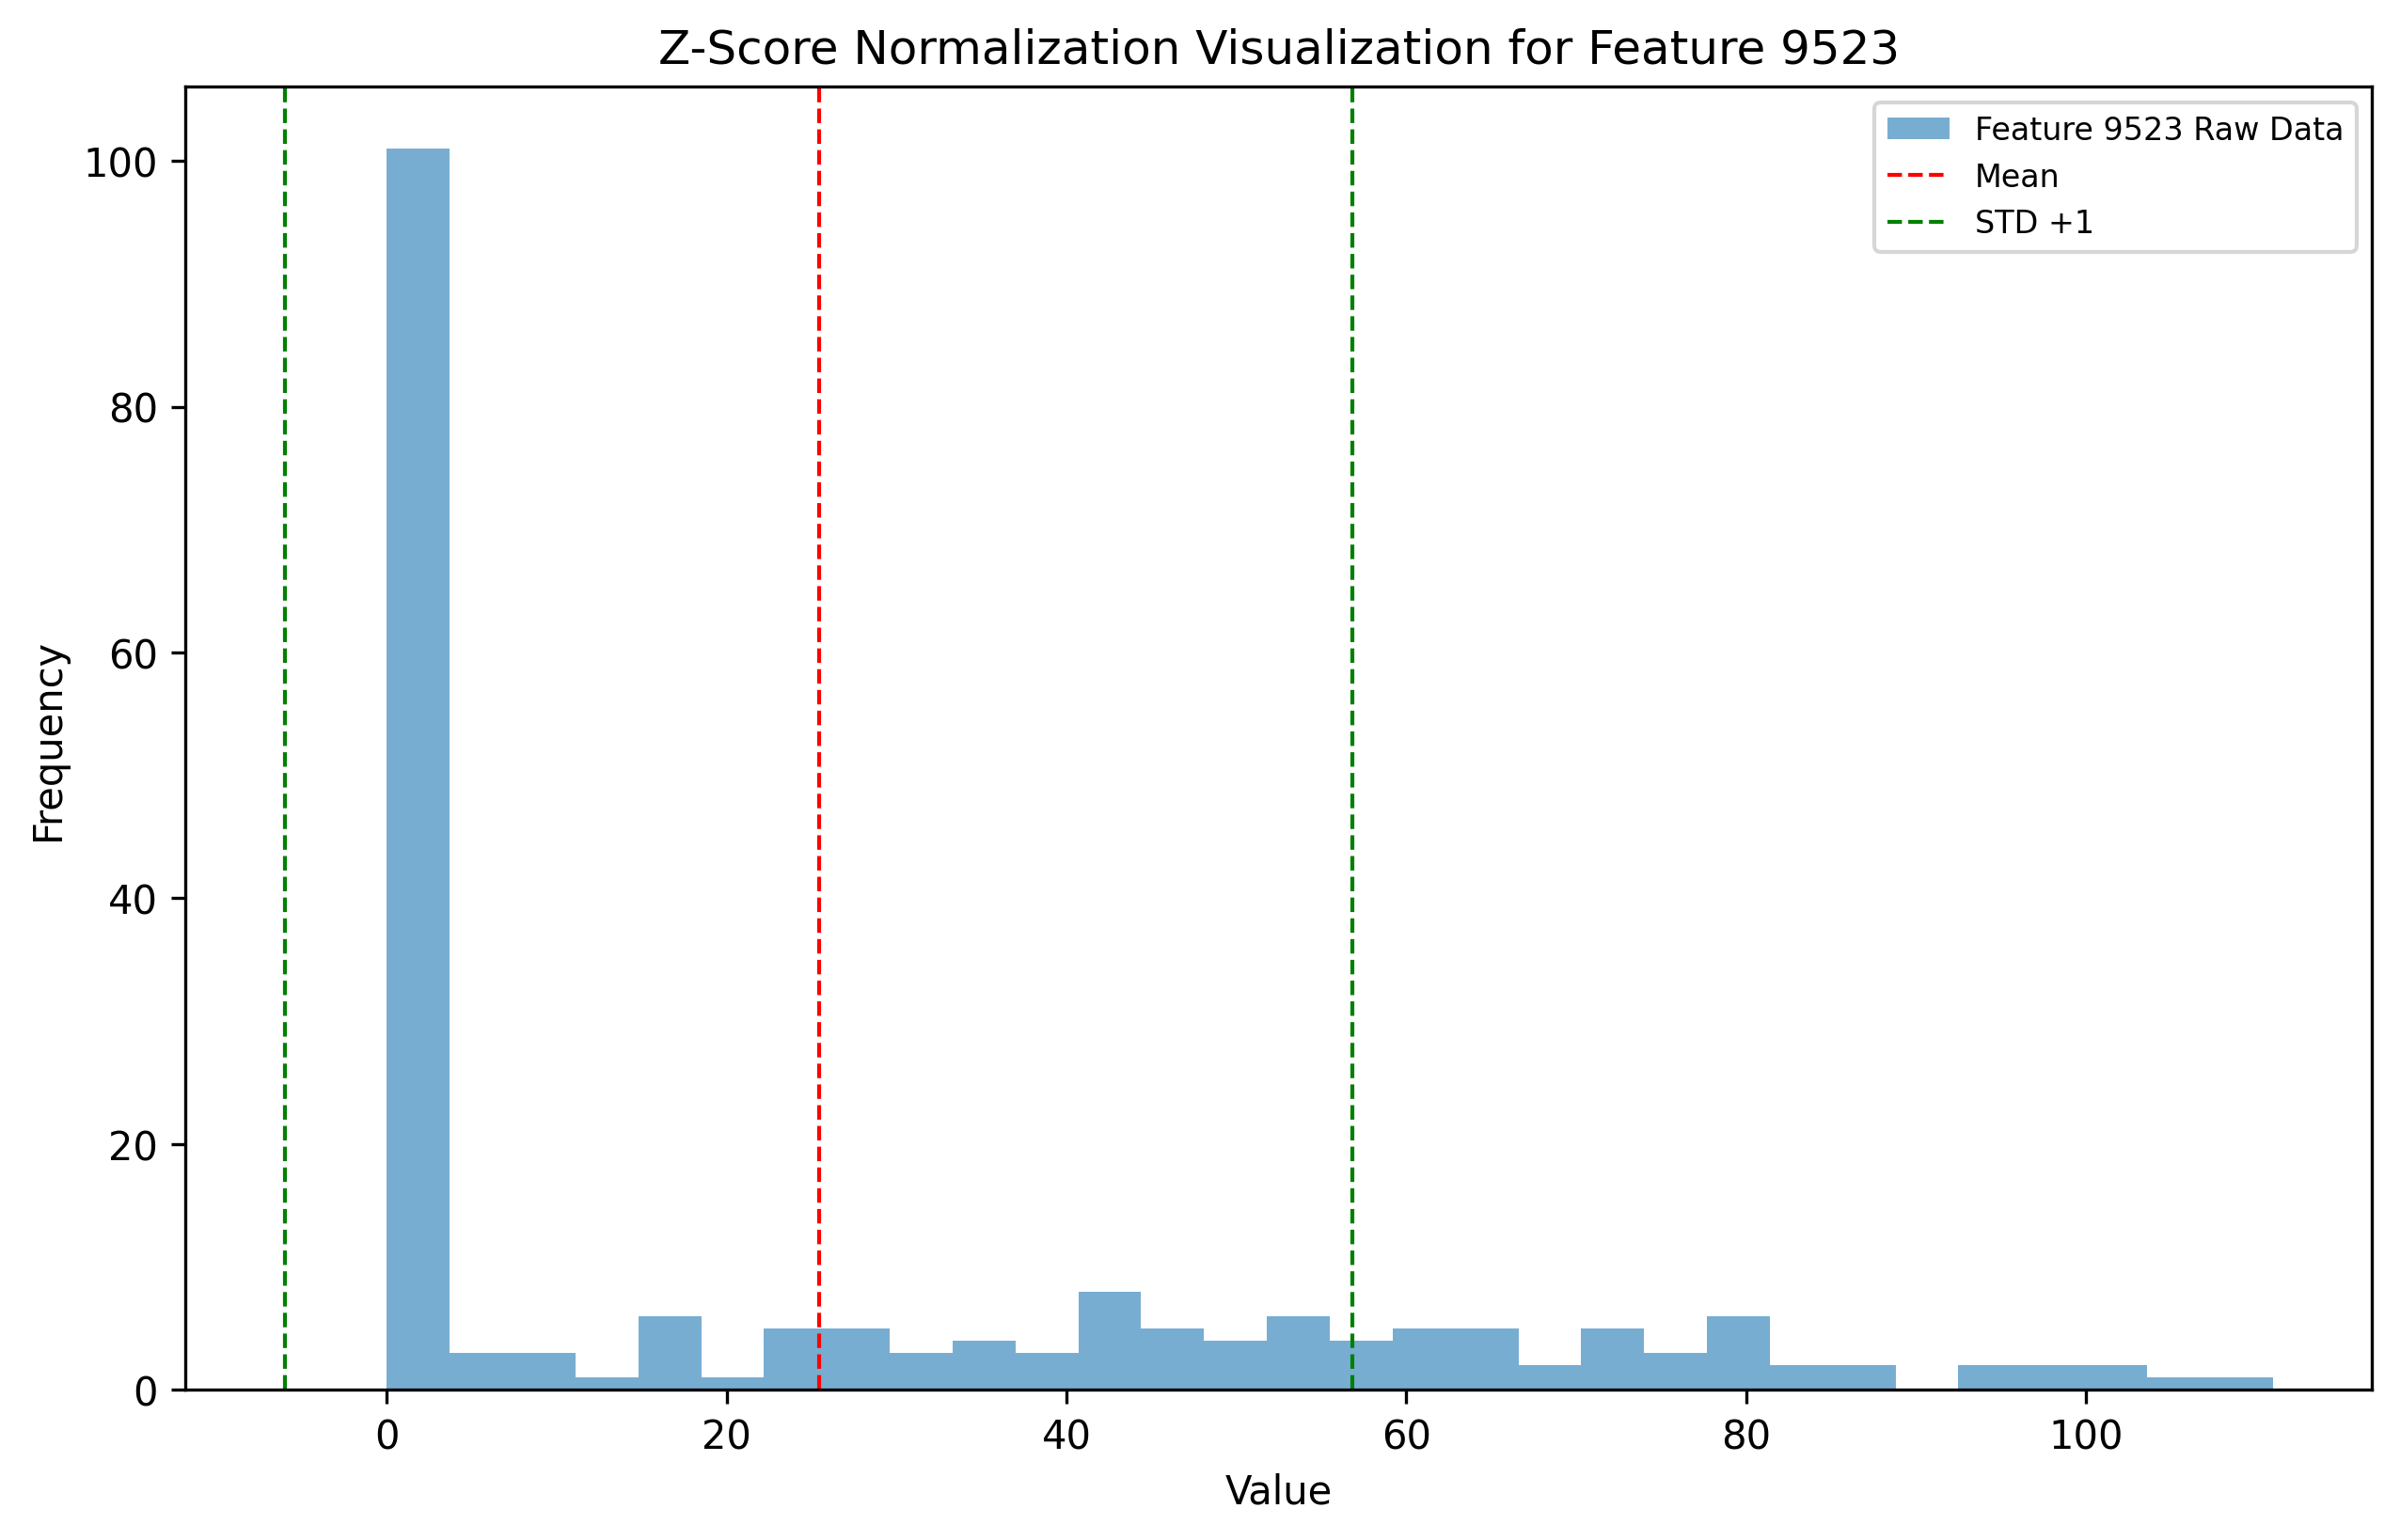 Z-Score Normalization Visualization for Feature 9523
Feature 9523 Raw Data
Mean
STD +1
100
80
60
40
20
0
Frequency
0 20 40 60 80 100
Value